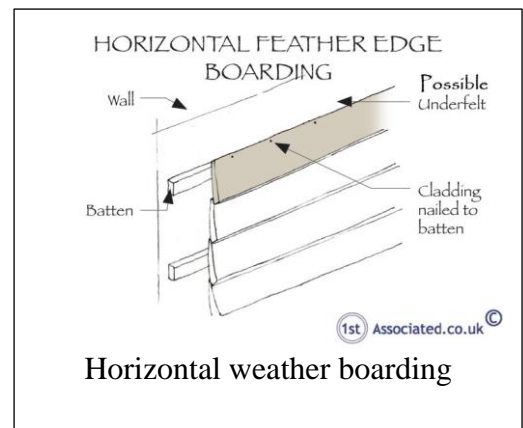 HORIZONTAL FEATHER EDGE
BOARDING
Wall
Possible
Underfelt
Batten
Cladding
nailed to
batten
1st Associated.co.uk ©
Horizontal weather boarding